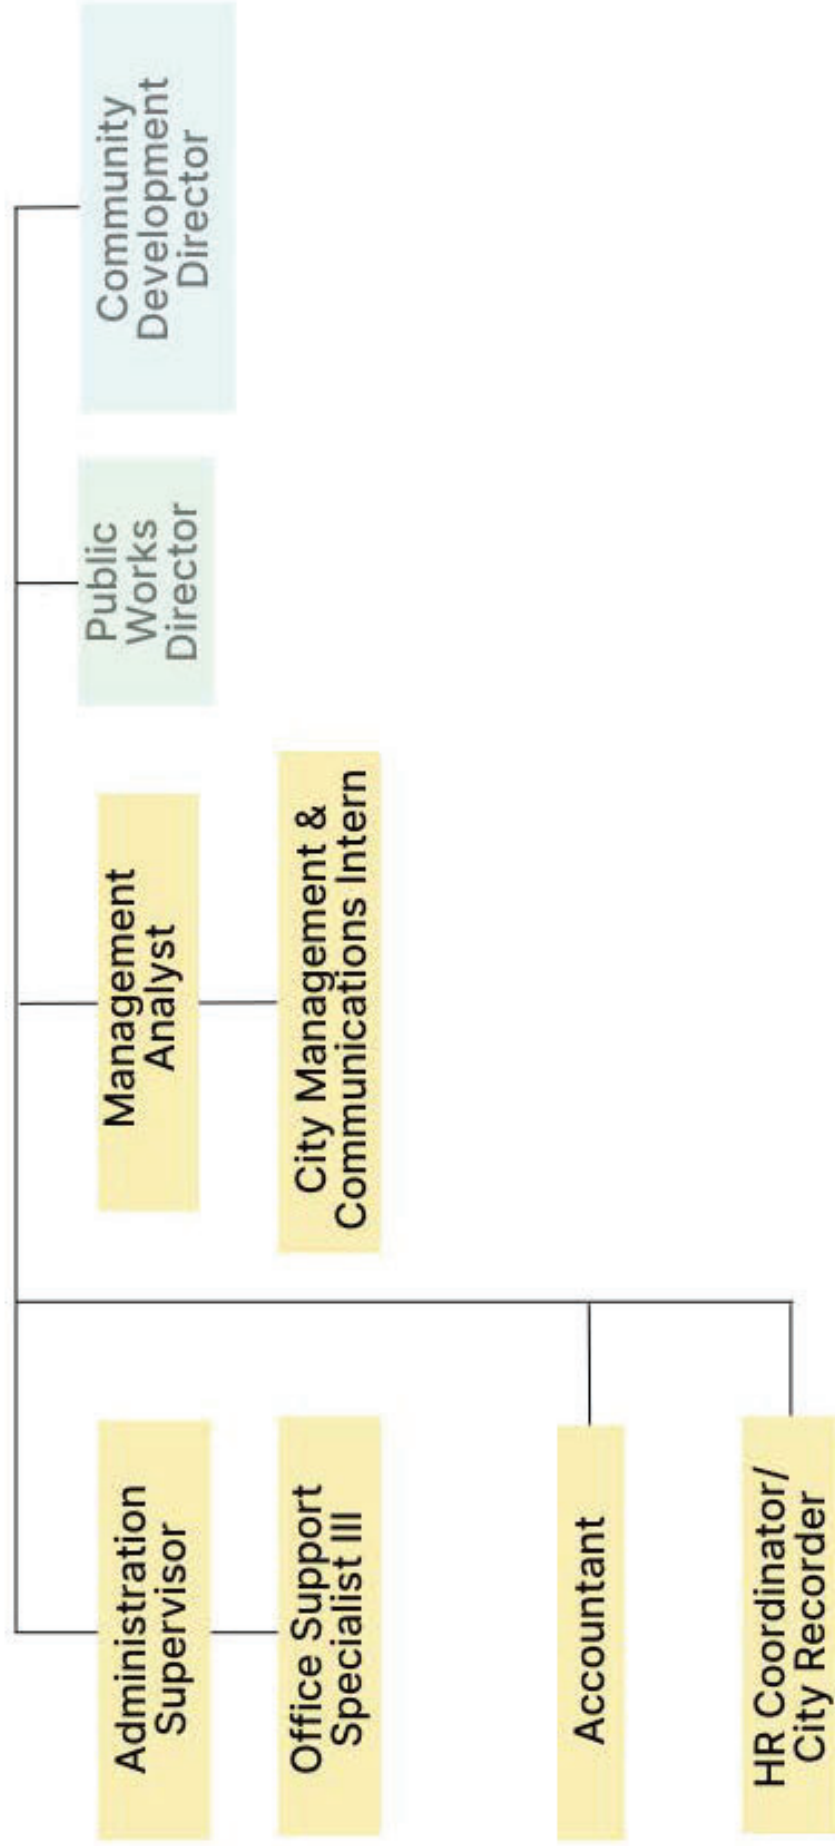 Administration
Supervisor
Office Support
Specialist III
Accountant
HR Coordinator/
City Recorder
Management
Analyst
City Management &
Communications Intern
Public
Works
Director
Community
Development
Director